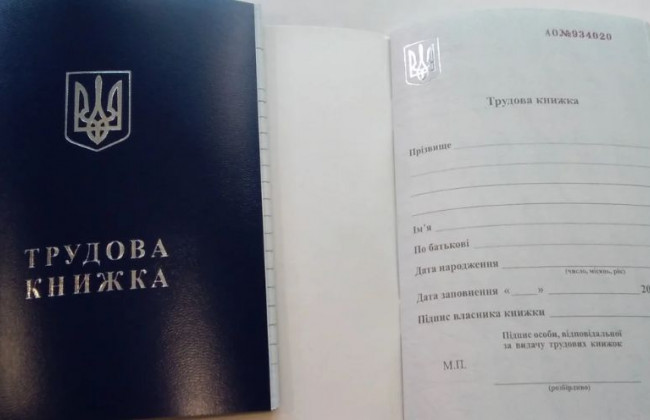 ТРУДОВА
КНИЖКА
АО№934020
Трудова книжка
Прізвище
Ім'я
По батькові
Дата народження
(число, місяць, рік)
Дата заповнення « » 20
Підпис власника книжки
Підпис особи, відповідальної
за видачу трудових книжок
М.П.
(розбірливо)